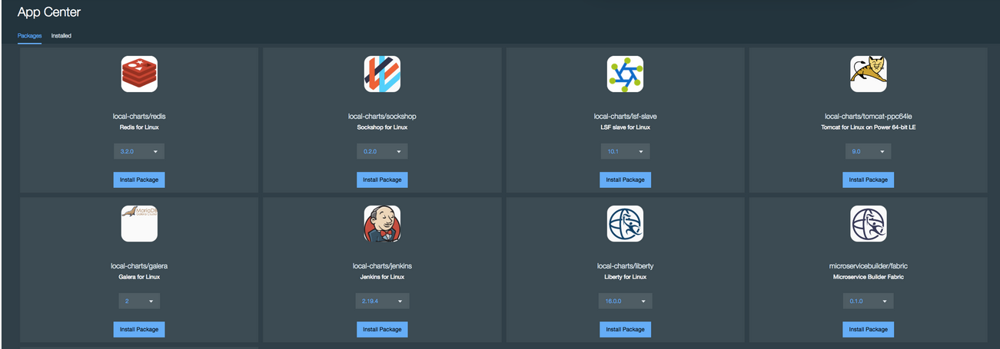 App Center
Packages Installed
local-charts/redis
Redis for Linux
3.2.0
Install Package
local-charts/sockshop
Sockshop for Linux
0.2.0
Install Package
local-charts/lsf-slave
LSF slave for Linux
10.1
Install Package
local-charts/tomcat-ppc64le
Tomcat for Linux on Power 64-bit LE
9.0
Install Package
MariaDB
Galera Cluster
local-charts/galera
Galera for Linux
2
Install Package
local-charts/jenkins
Jenkins for Linux
2.19.4
Install Package
local-charts/liberty
Liberty for Linux
16.0.0
Install Package
microservicebuilder/fabric
Microservice Builder Fabric
0.1.0
Install Package